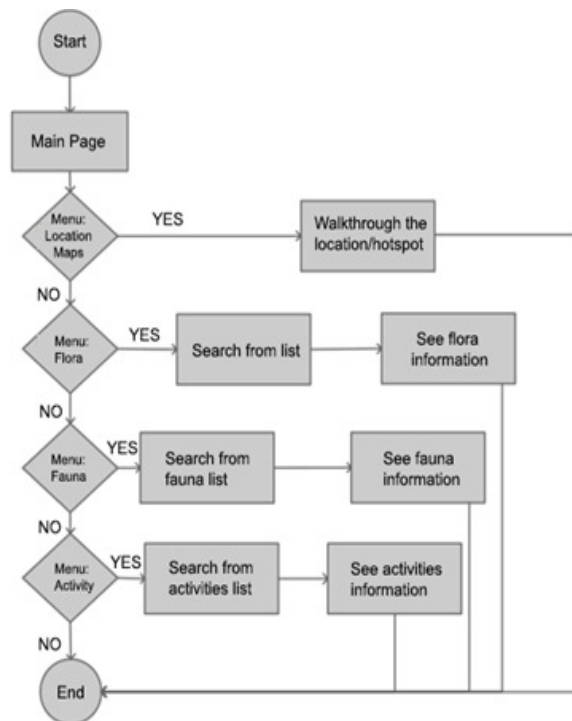 Start
Main Page
Menu:
Location
Maps
YES
Walkthrough the
location/hotspot
NO
Menu:
Flora
YES
Search from list
See flora
information
NO
Menu:
Fauna
YES
Search from
fauna list
See fauna
information
NO
Menu:
Activity
YES
Search from
activities list
See activities
information
NO
End